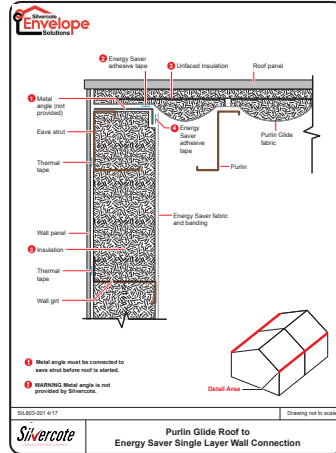 Silvercote
Envelope
Solutions
2 Energy Saver
adhesive tape
3 Unfaced Insulation
Roof panel
1 Metal
angle (not
provided)
Eave strut
Thermal
tape
4 Energy
Saver
adhesive
tape
Purlin Glide
fabric
Purlin
Energy Saver fabric
and banding
Wall panel
3 Insulation
Thermal
tape
Wall girt
! Metal angle must be connected to
eave strut before roof is started.
! WARNING Metal angle is not
provided by Silvercote.
Detail Area
SIL803-001 4/17
Drawing not to scale
Silvercote
Purlin Glide Roof to
Energy Saver Single Layer Wall Connection